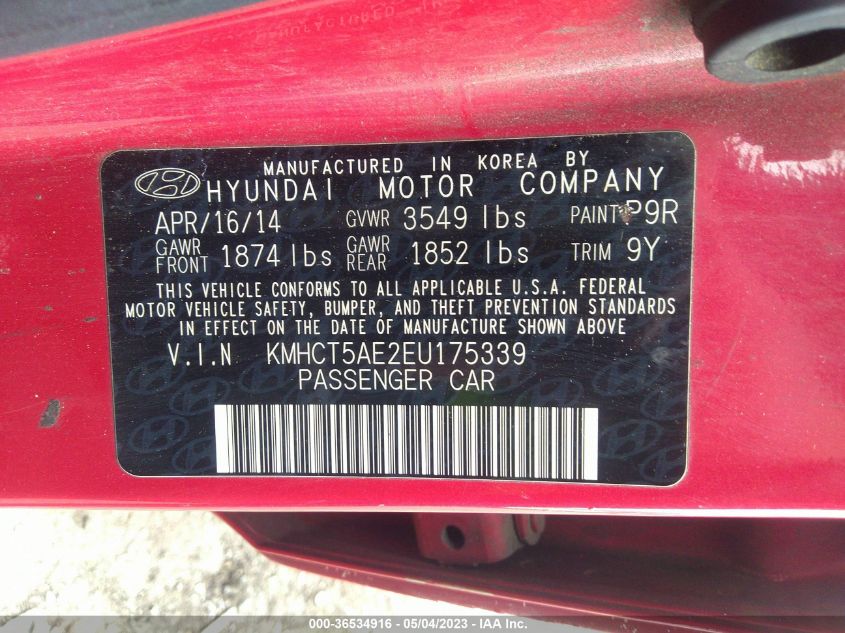 MANUFACTURED IN KOREA BY
HYUNDAI MOTOR COMPANY
APR/16/14 GVWR 3549 lbs PAINT P9R
GAWR FRONT 1874 lbs GAWR REAR 1852 lbs TRIM 9Y
THIS VEHICLE CONFORMS TO ALL APPLICABLE U.S.A. FEDERAL
MOTOR VEHICLE SAFETY, BUMPER, AND THEFT PREVENTION STANDARDS
IN EFFECT ON THE DATE OF MANUFACTURE SHOWN ABOVE
V.I.N KMHCT5AE2EU175339
PASSENGER CAR
000-36534916 - 05/04/2023 - IAA Inc.